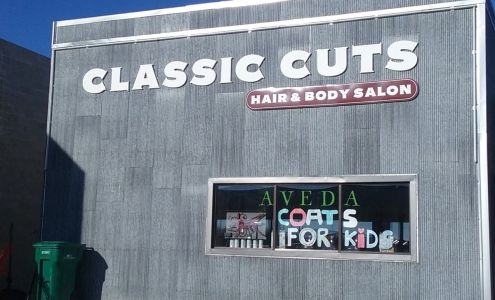 CLASSIC CUTS
HAIR & BODY SALON
AVEDA
COATS
FOR KIDS